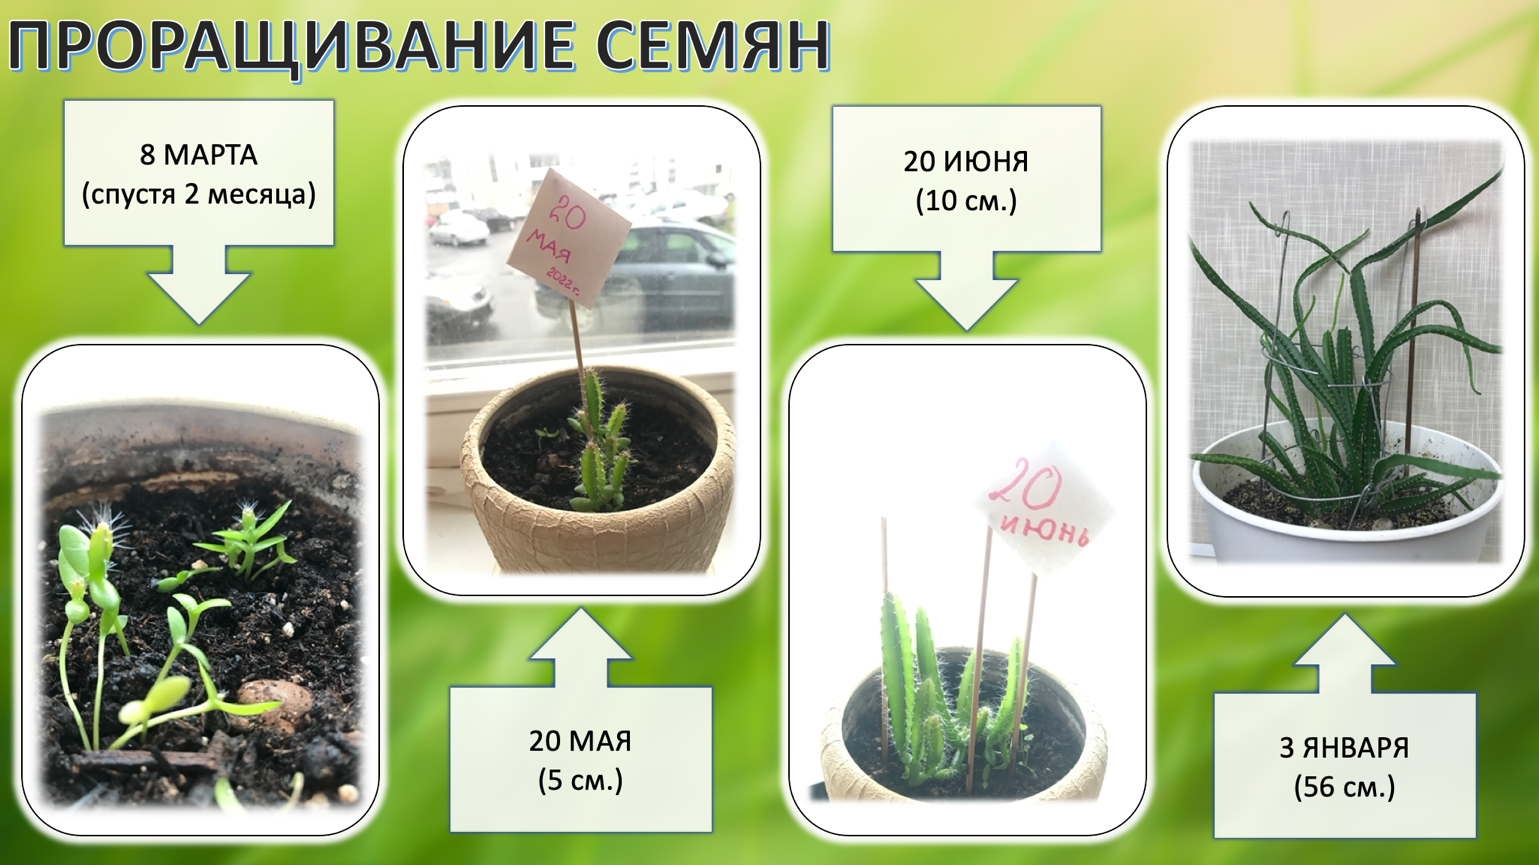 ПРОРАЩИВАНИЕ СЕМЯН
8 МАРТА
(спустя 2 месяца)
20
МАЯ
2022г.
20 МАЯ
(5 см.)
20 ИЮНЯ
(10 см.)
20
ИЮНЬ
3 ЯНВАРЯ
(56 см.)